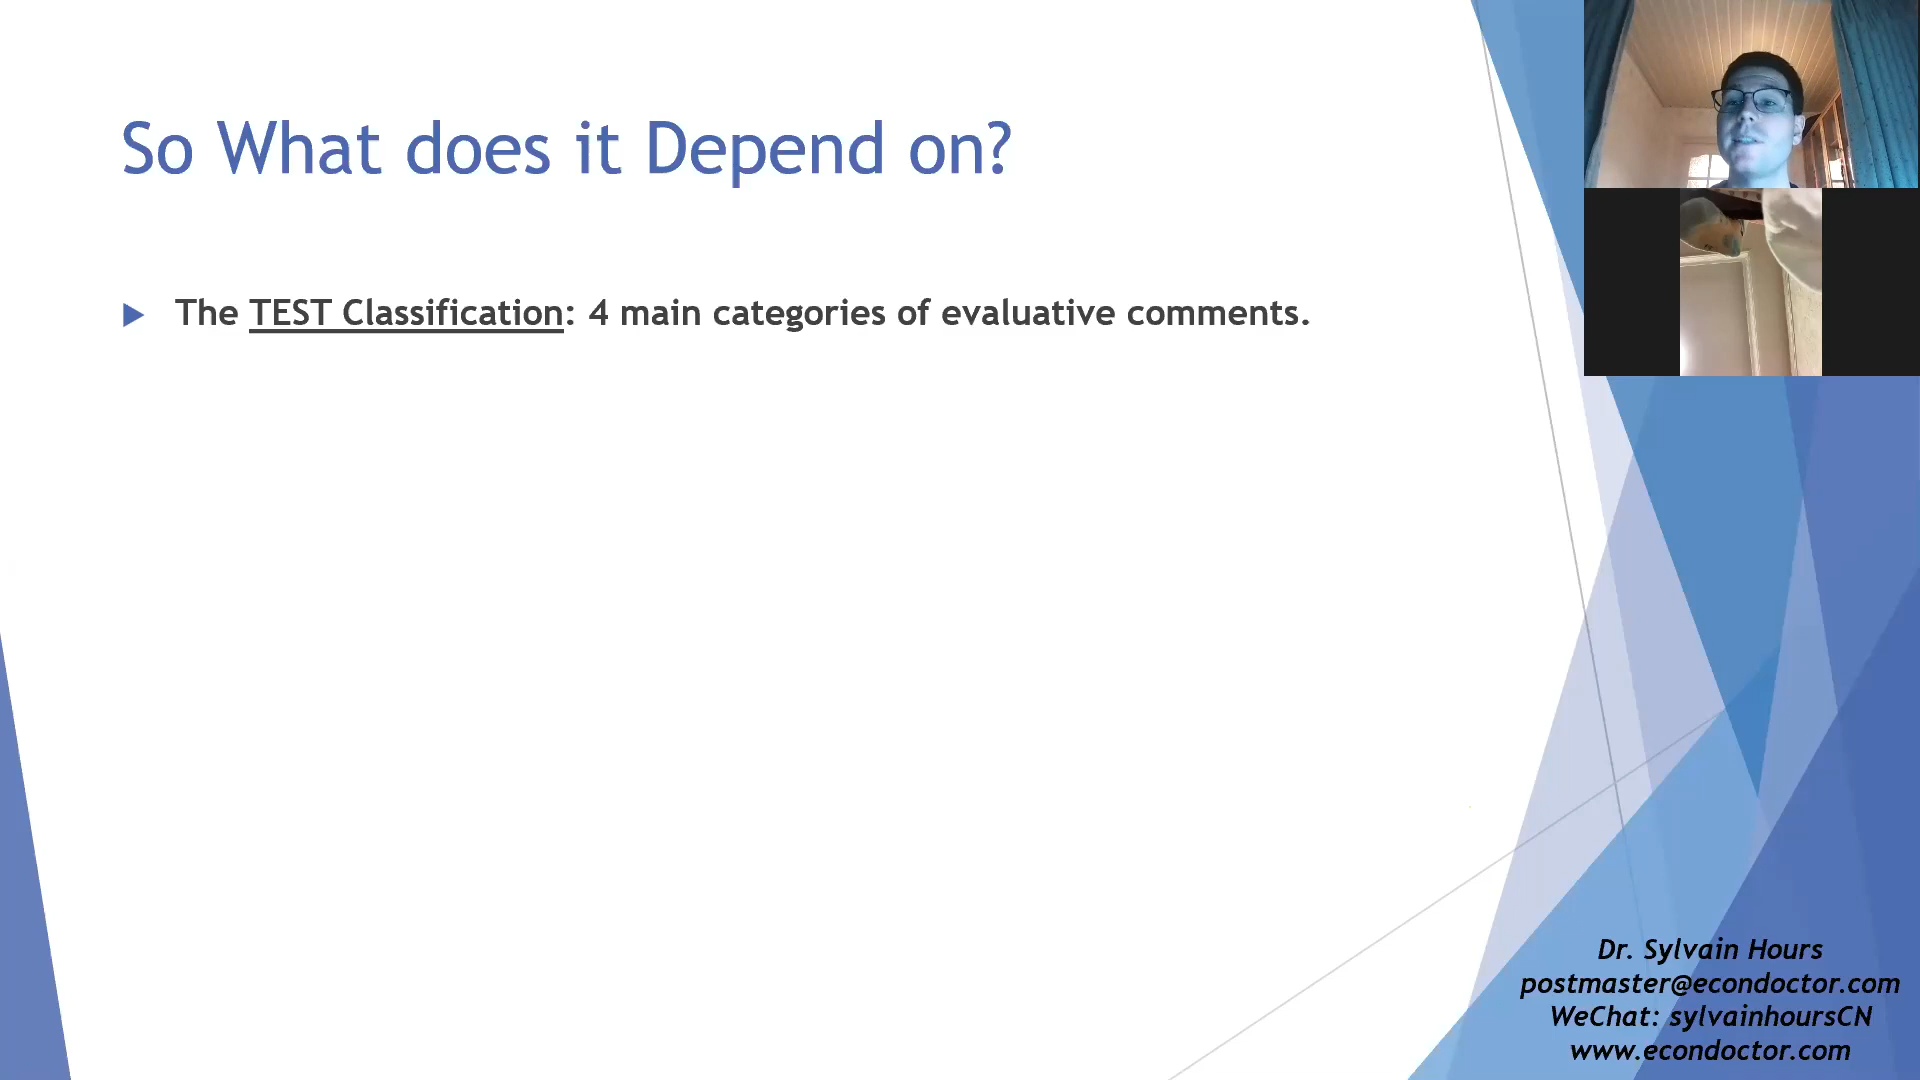 So What does it Depend on?
The TEST Classification: 4 main categories of evaluative comments.
Dr. Sylvain Hours
postmaster@econdoctor.com
WeChat: sylvainhoursCN
www.econdoctor.com